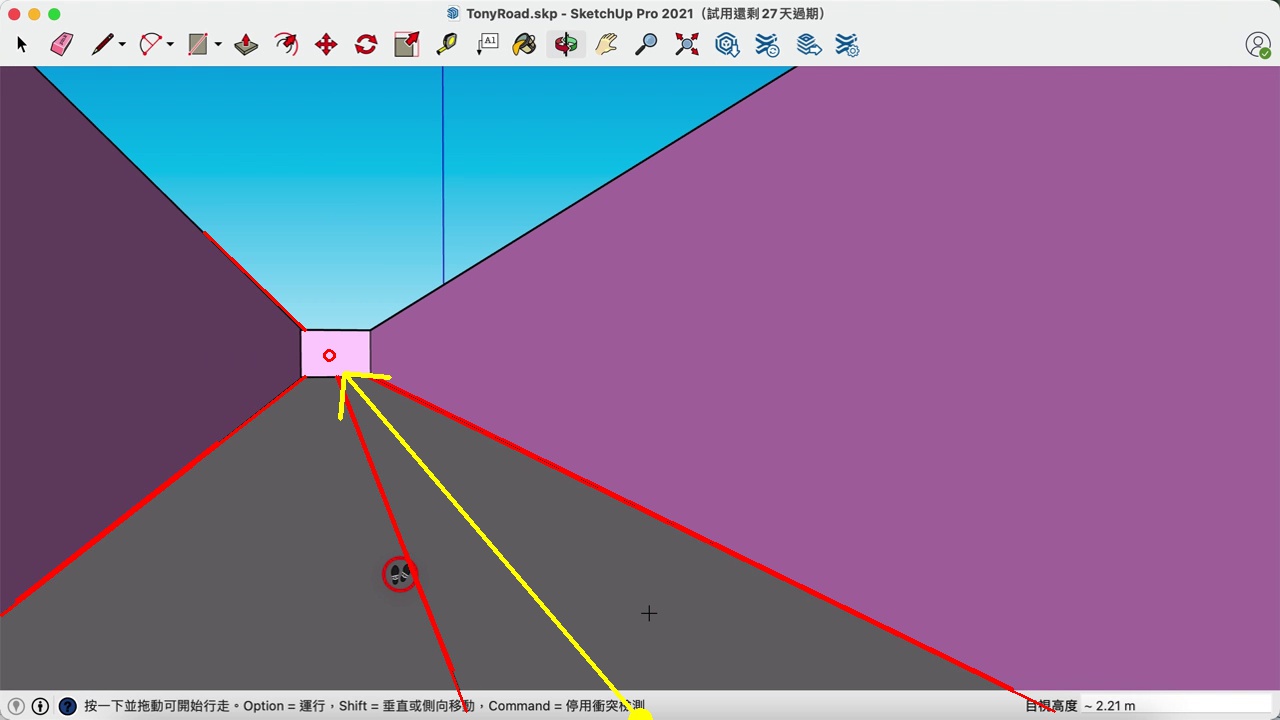 TonyRoad.skp - SketchUp Pro 2021（試用還剩 27 天過期）
A1
按一下並拖動可開始行走。Option = 運行，Shift = 垂直或側向移動，Command = 停用衝突檢測
目視高度 ~ 2.21 m